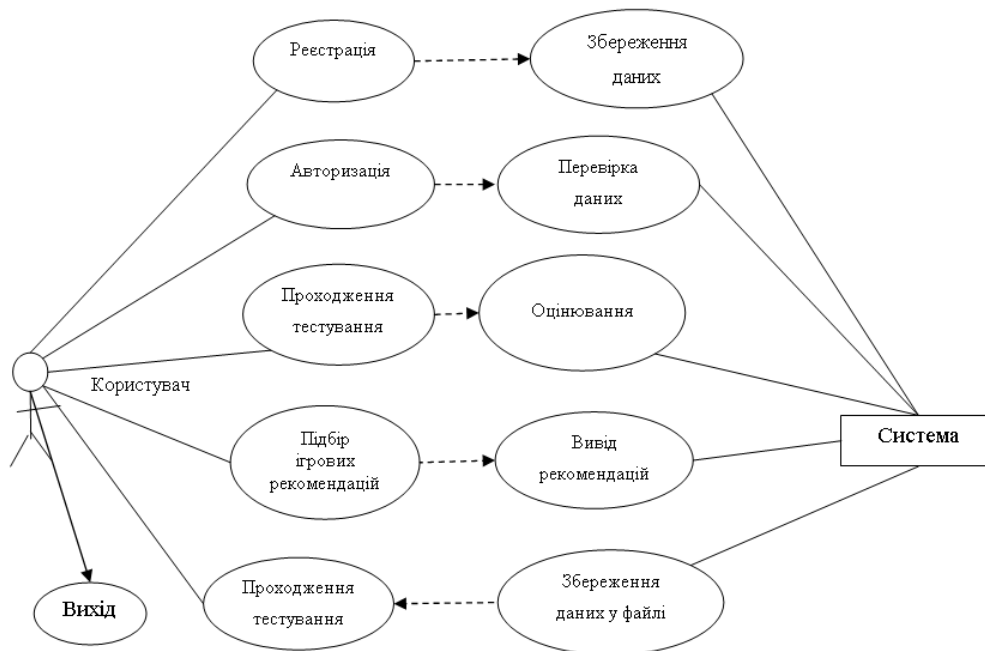 Реєстрація
Збереження
даних
Авторизація
Перевірка
даних
Проходження
тестування
Оцінювання
Користувач
Підбір
ігрових
рекомендацій
Вивід
рекомендацій
Система
Вихід
Проходження
тестування
Збереження
даних у файлі